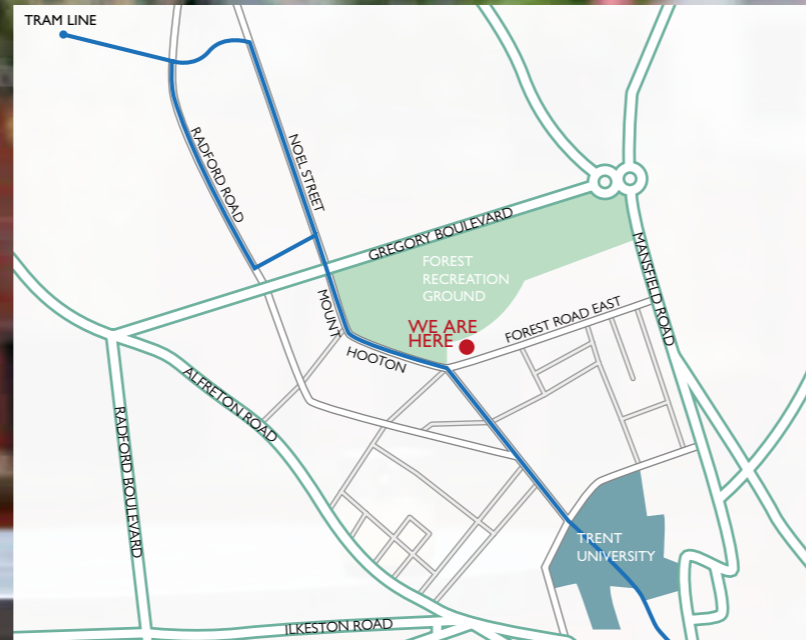 TRAM LINE
RADFORD ROAD
NOEL STREET
GREGORY BOULEVARD
FOREST
RECREATION
GROUND
MANSFIELD ROAD
MOUNT
HOOTON
WE ARE
HERE
FOREST ROAD EAST
ALFRETON ROAD
RADFORD BOULEVARD
TRENT
UNIVERSITY
ILKESTON ROAD